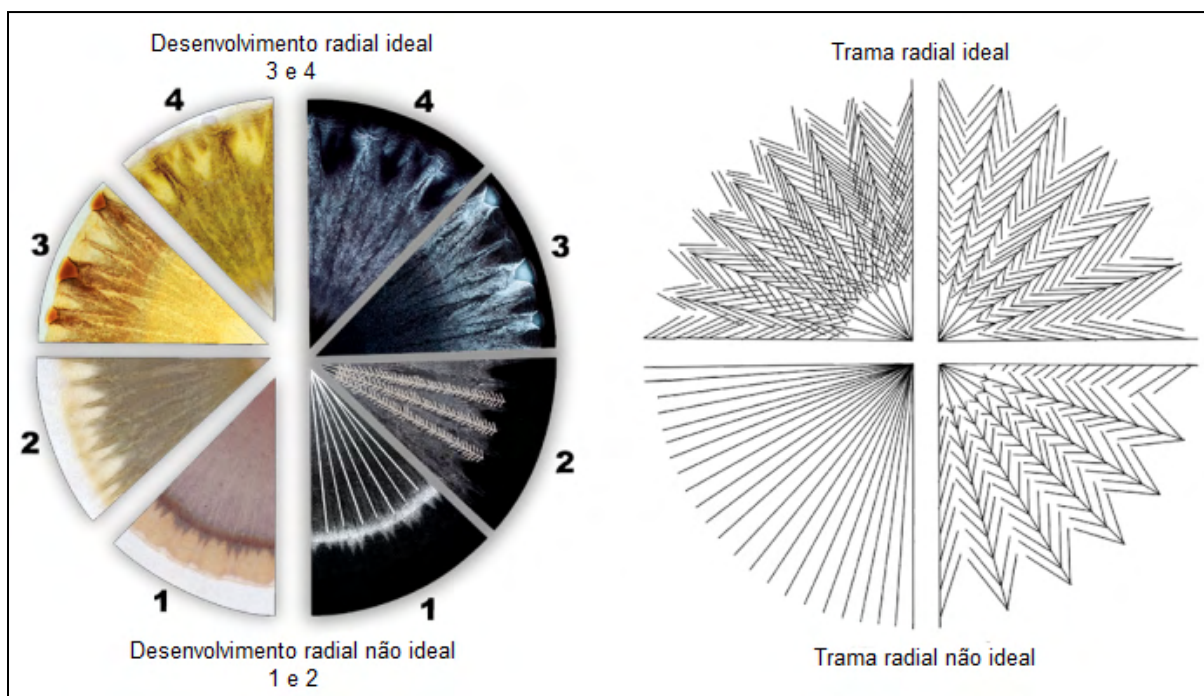 Desenvolvimento radial ideal
3 e 4
Trama radial ideal
4
4
3
3
2
2
1
1
Desenvolvimento radial não ideal
1 e 2
Trama radial não ideal